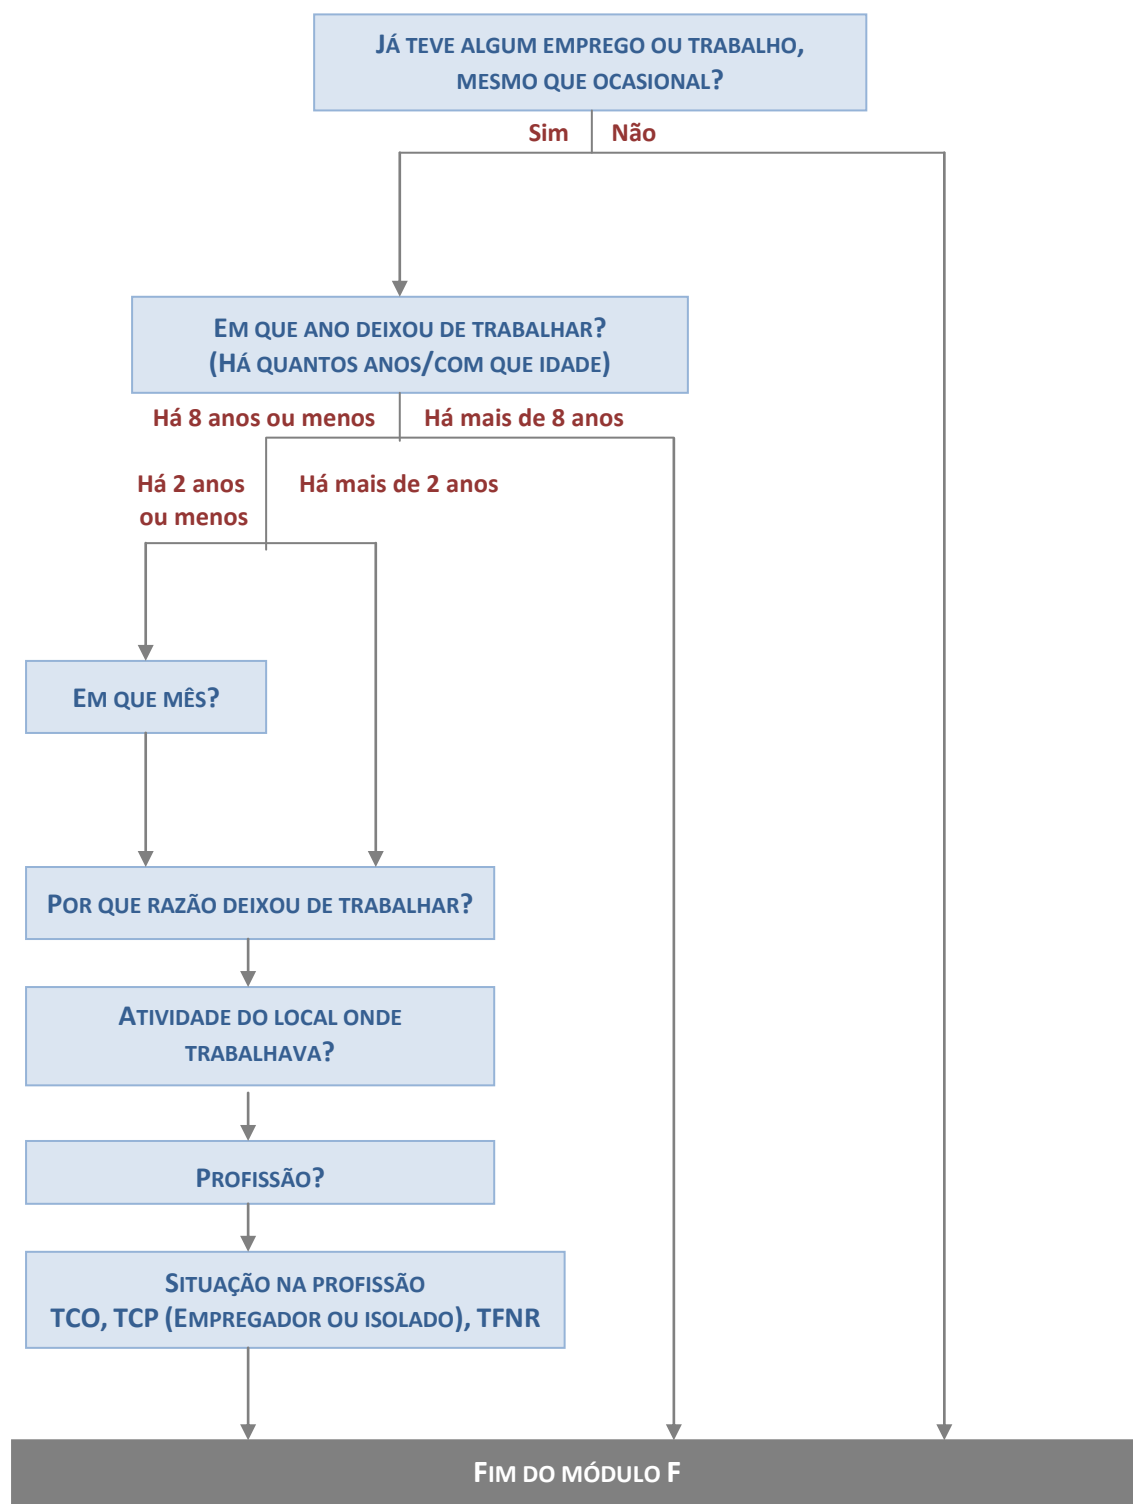 JÁ TEVE ALGUM EMPREGO OU TRABALHO,
MESMO QUE OCASIONAL?
Sim Não
EM QUE ANO DEIXOU DE TRABALHAR?
(HÁ QUANTOS ANOS/COM QUE IDADE)
Há 8 anos ou menos Há mais de 8 anos
Há 2 anos
ou menos
Há mais de 2 anos
EM QUE MÊS?
POR QUE RAZÃO DEIXOU DE TRABALHAR?
ATIVIDADE DO LOCAL ONDE
TRABALHAVA?
PROFISSÃO?
SITUAÇÃO NA PROFISSÃO
TCO, TCP (EMPREGADOR OU ISOLADO), TFNR
FIM DO MÓDULO F